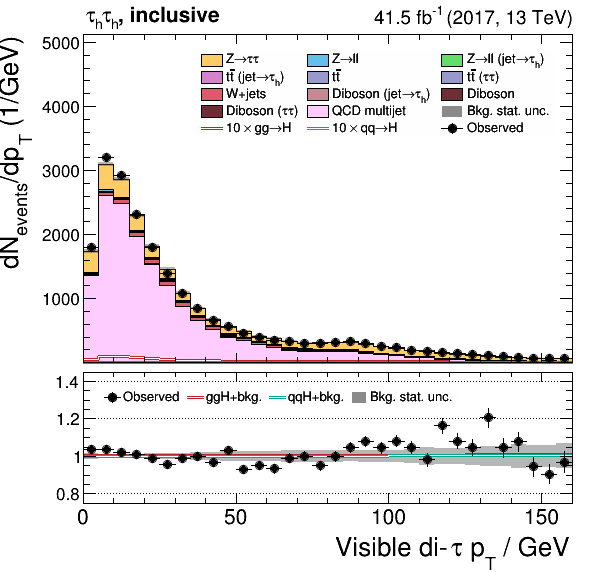 τhτh, inclusive 41.5 fb⁻¹ (2017, 13 TeV)
dNevents/dpT (1/GeV)
5000
4000
3000
2000
1000
Z→ττ Z→ll Z→ll (jet→τh)
tt̄ (jet→τh) tt̄ tt̄ (ττ)
W+jets Diboson (jet→τh) Diboson
Diboson (ττ) QCD multijet Bkg. stat. unc.
10 × gg→H 10 × qq→H Observed
1.4
1.2
1
0.8
Observed ggH+bkg. qqH+bkg. Bkg. stat. unc.
0 50 100 150
Visible di-τ pT / GeV